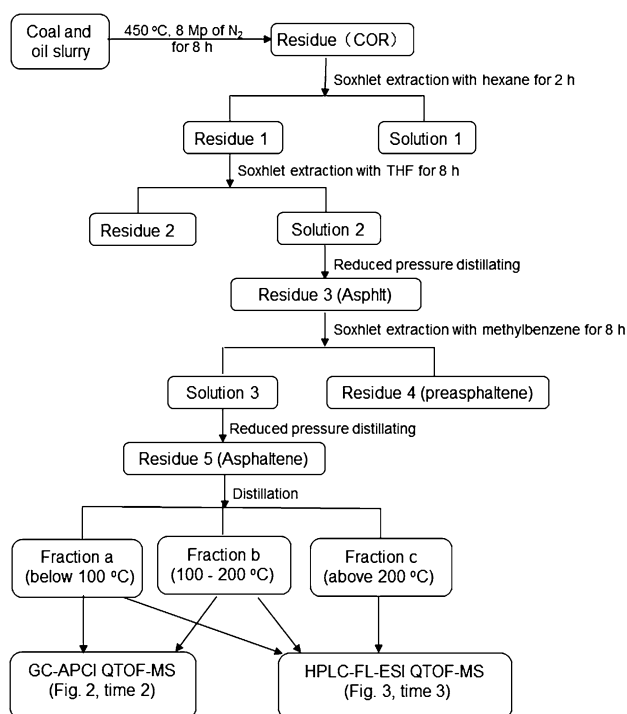 Coal and
oil slurry
450 ºC, 8 Mp of N₂
for 8 h
Residue（COR）
Soxhlet extraction with hexane for 2 h
Residue 1
Solution 1
Soxhlet extraction with THF for 8 h
Residue 2
Solution 2
Reduced pressure distillating
Residue 3 (Asphlt)
Soxhlet extraction with methylbenzene for 8 h
Solution 3
Residue 4 (preasphaltene)
Reduced pressure distillating
Residue 5 (Asphaltene)
Distillation
Fraction a
(below 100 ºC)
Fraction b
(100 - 200 ºC)
Fraction c
(above 200 ºC)
GC-APCI QTOF-MS
(Fig. 2, time 2)
HPLC-FL-ESI QTOF-MS
(Fig. 3, time 3)